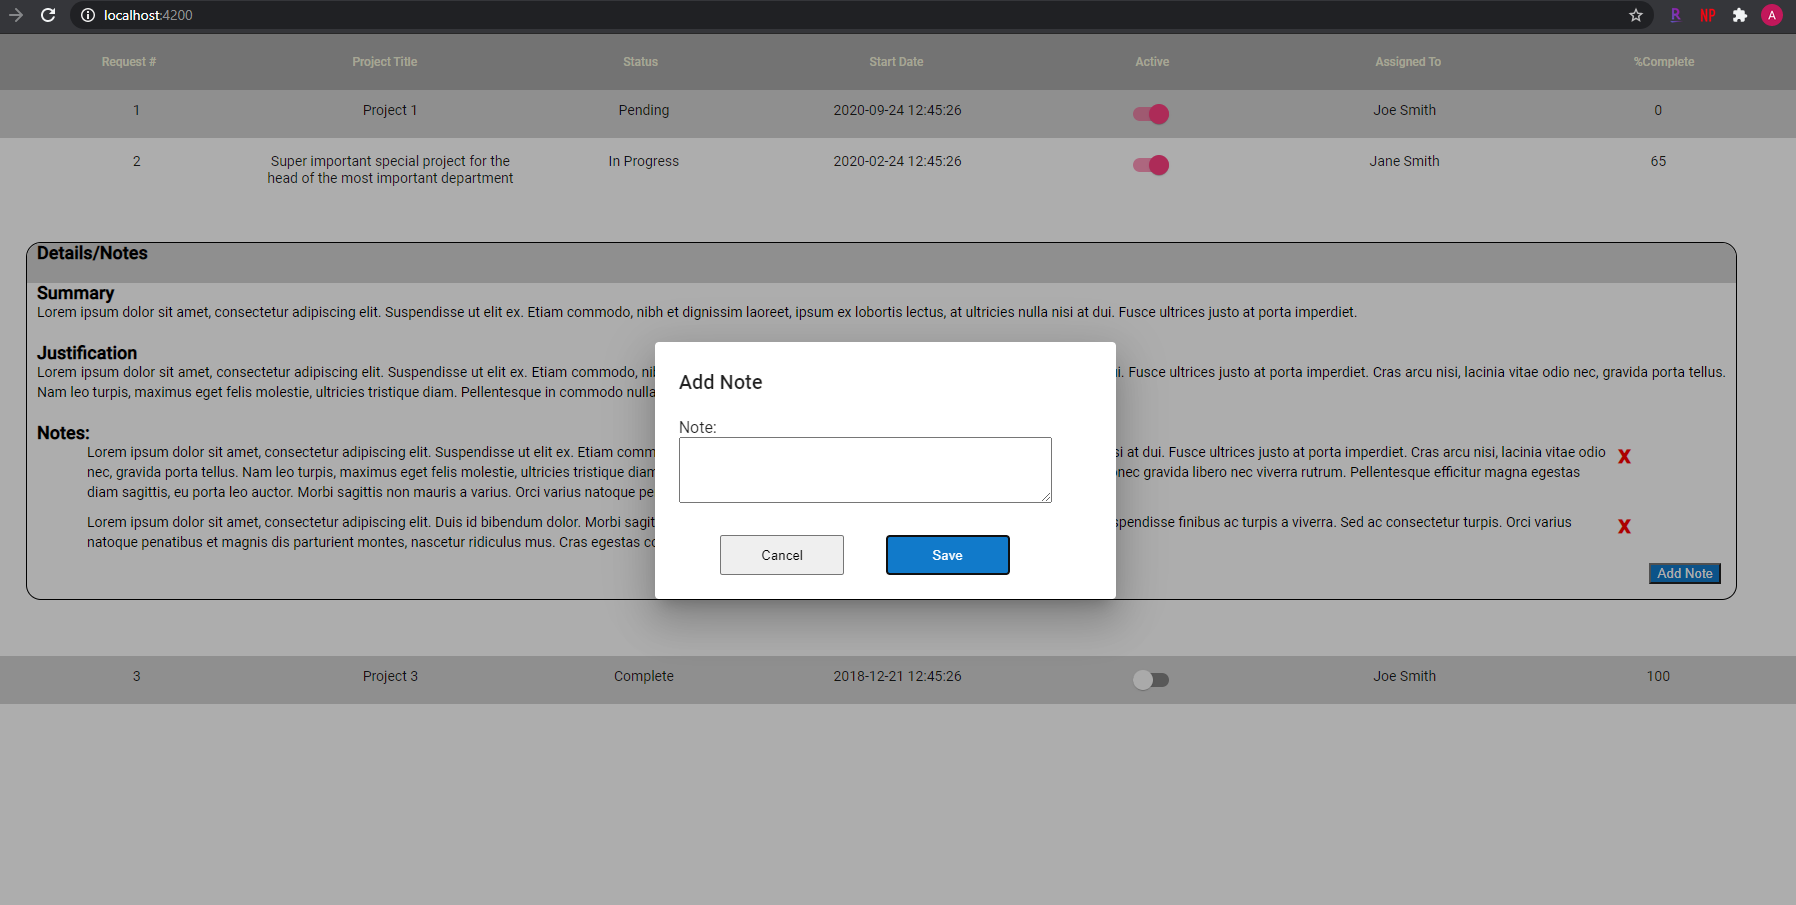 localhost:4200
R NP A
Request # Project Title Status Start Date Active Assigned To %Complete
1 Project 1 Pending 2020-09-24 12:45:26 Joe Smith 0
2 Super important special project for the In Progress 2020-02-24 12:45:26 Jane Smith 65
head of the most important department
Details/Notes
Summary
Lorem ipsum dolor sit amet, consectetur adipiscing elit. Suspendisse ut elit ex. Etiam commodo, nibh et dignissim laoreet, ipsum ex lobortis lectus, at ultricies nulla nisi at dui. Fusce ultrices justo at porta imperdiet.
Justification
Lorem ipsum dolor sit amet, consectetur adipiscing elit. Suspendisse ut elit ex. Etiam commodo, ni i. Fusce ultrices justo at porta imperdiet. Cras arcu nisi, lacinia vitae odio nec, gravida porta tellus.
Nam leo turpis, maximus eget felis molestie, ultricies tristique diam. Pellentesque in commodo nulla
Notes:
Lorem ipsum dolor sit amet, consectetur adipiscing elit. Suspendisse ut elit ex. Etiam comm si at dui. Fusce ultrices justo at porta imperdiet. Cras arcu nisi, lacinia vitae odio X
nec, gravida porta tellus. Nam leo turpis, maximus eget felis molestie, ultricies tristique diam onec gravida libero nec viverra rutrum. Pellentesque efficitur magna egestas
diam sagittis, eu porta leo auctor. Morbi sagittis non mauris a varius. Orci varius natoque pe
Lorem ipsum dolor sit amet, consectetur adipiscing elit. Duis id bibendum dolor. Morbi sagit spendisse finibus ac turpis a viverra. Sed ac consectetur turpis. Orci varius X
natoque penatibus et magnis dis parturient montes, nascetur ridiculus mus. Cras egestas co
Add Note
Add Note
Note:
Cancel Save
3 Project 3 Complete 2018-12-21 12:45:26 Joe Smith 100